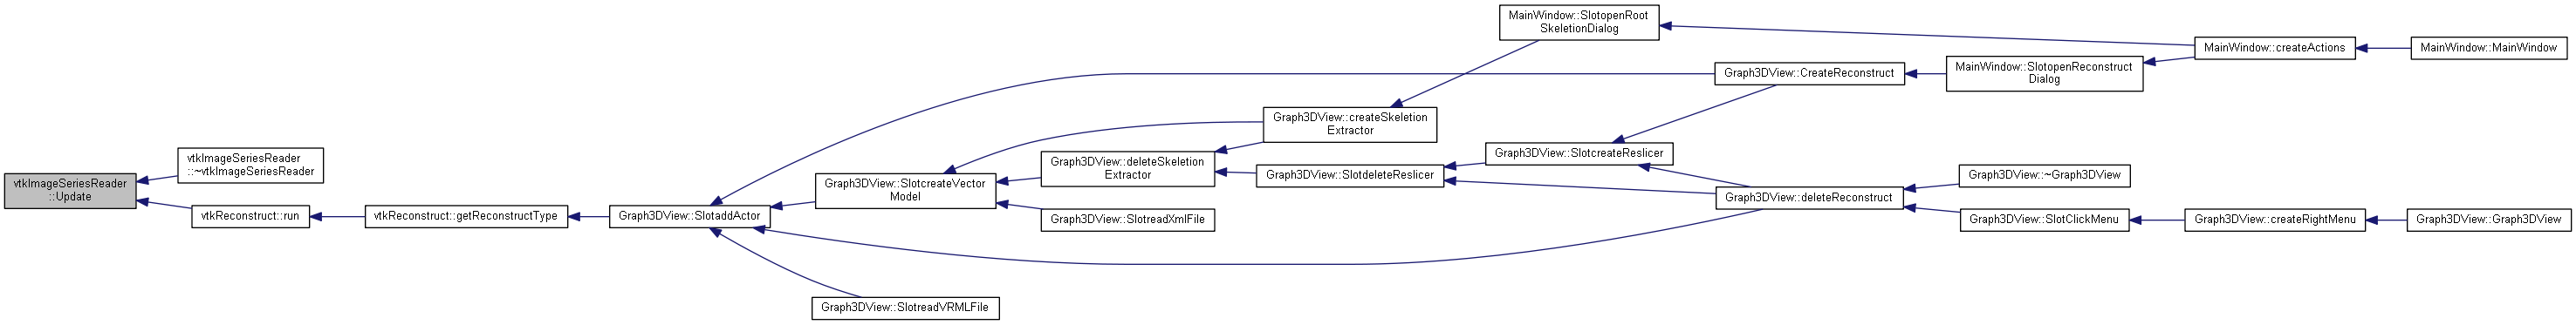 vtkImageSeriesReader
::Update
vtkImageSeriesReader
::~vtkImageSeriesReader
vtkReconstruct::run
vtkReconstruct::getReconstructType
Graph3DView::SlotaddActor
Graph3DView::SlotcreateVector
Model
Graph3DView::SlotreadVRMLFile
Graph3DView::deleteSkeletion
Extractor
Graph3DView::SlotreadXmlFile
Graph3DView::createSkeletion
Extractor
Graph3DView::SlotdeleteReslicer
MainWindow::SlotopenRoot
SkeletionDialog
Graph3DView::SlotcreateReslicer
Graph3DView::CreateReconstruct
Graph3DView::deleteReconstruct
MainWindow::SlotopenReconstruct
Dialog
Graph3DView::~Graph3DView
Graph3DView::SlotClickMenu
MainWindow::createActions
Graph3DView::createRightMenu
MainWindow::MainWindow
Graph3DView::Graph3DView